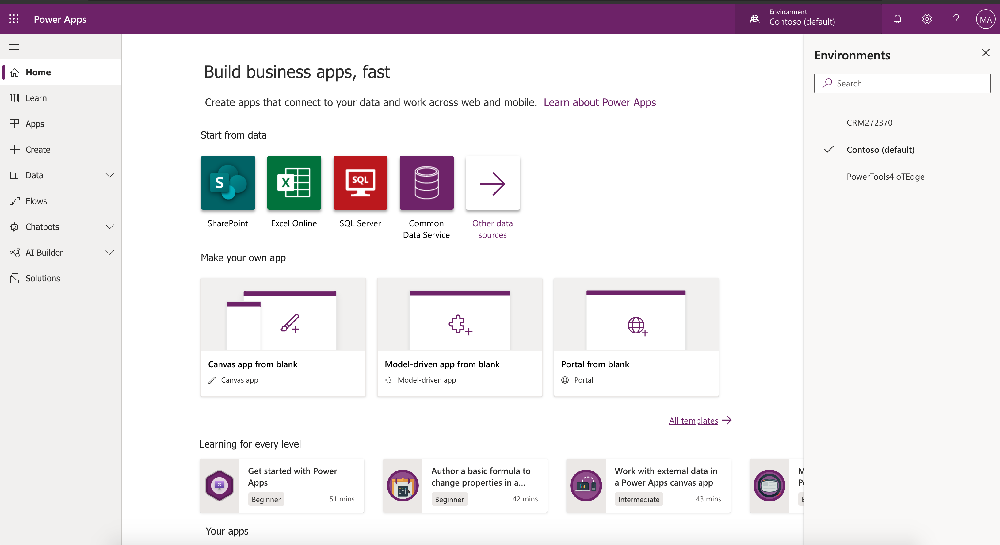 Power Apps
Environment
Contoso (default)
MA
Home
Learn
Apps
Create
Data
Flows
Chatbots
AI Builder
Solutions
Build business apps, fast
Create apps that connect to your data and work across web and mobile. Learn about Power Apps
Start from data
S
X
SQL
SharePoint
Excel Online
SQL Server
Common
Data Service
Other data
sources
Make your own app
Canvas app from blank
Canvas app
Model-driven app from blank
Model-driven app
Portal from blank
Portal
All templates
Learning for every level
Get started with Power
Apps
Beginner
51 mins
Author a basic formula to
change properties in a...
Beginner
42 mins
Work with external data in
a Power Apps canvas app
Intermediate
43 mins
Your apps
Environments
Search
CRM272370
Contoso (default)
PowerTools4IoTEdge